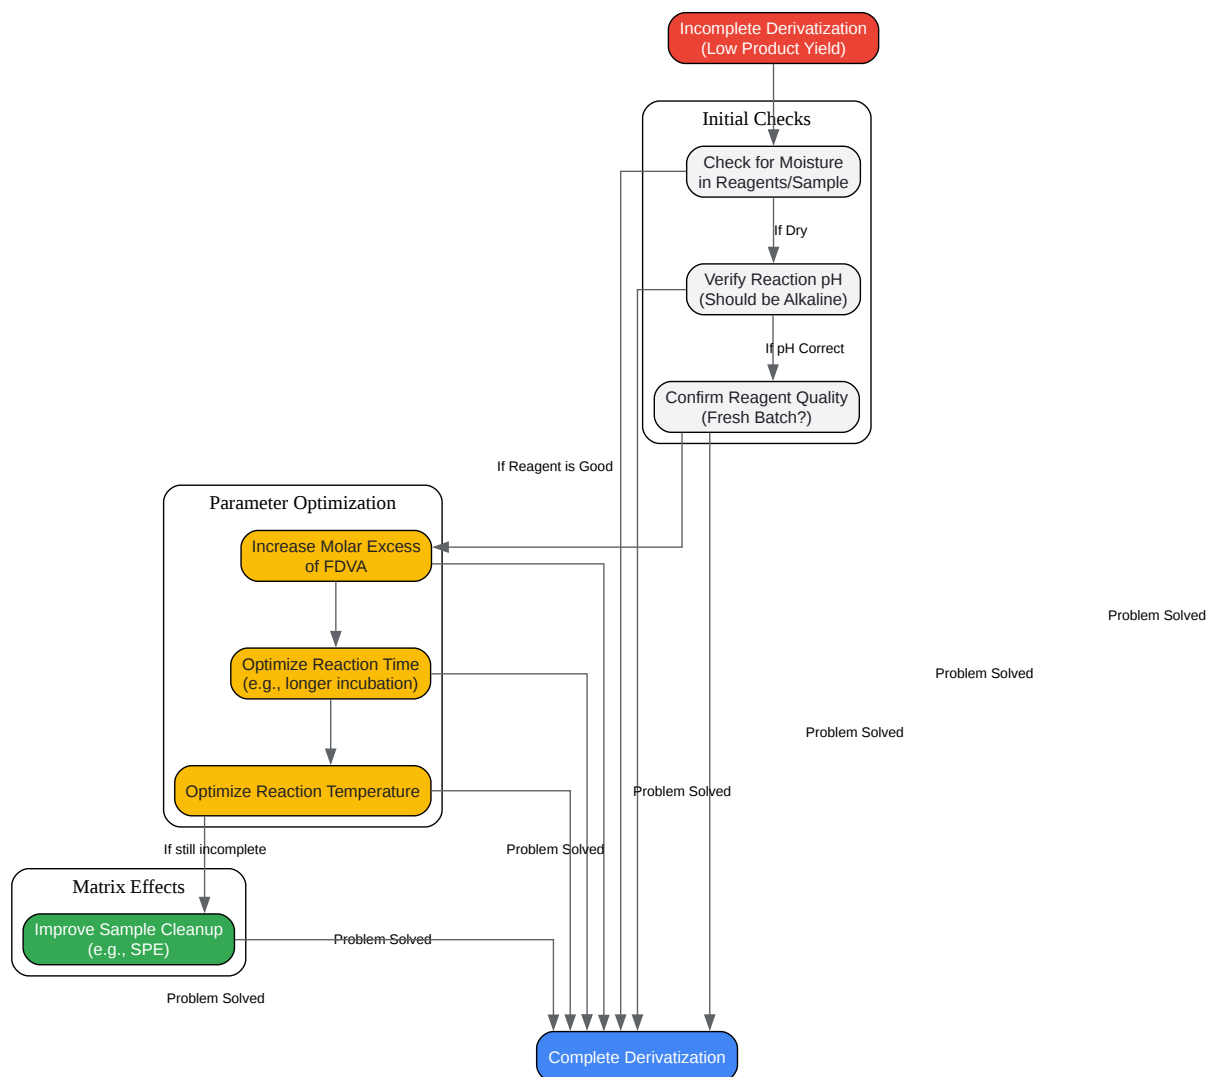 Incomplete Derivatization
(Low Product Yield)
Initial Checks
Check for Moisture
in Reagents/Sample
If Dry
Verify Reaction pH
(Should be Alkaline)
If pH Correct
Confirm Reagent Quality
(Fresh Batch?)
If Reagent is Good
Parameter Optimization
Increase Molar Excess
of FDVA
Problem Solved
Optimize Reaction Time
(e.g., longer incubation)
Problem Solved
Problem Solved
Optimize Reaction Temperature
Problem Solved
If still incomplete
Problem Solved
Matrix Effects
Improve Sample Cleanup
(e.g., SPE)
Problem Solved
Problem Solved
Complete Derivatization